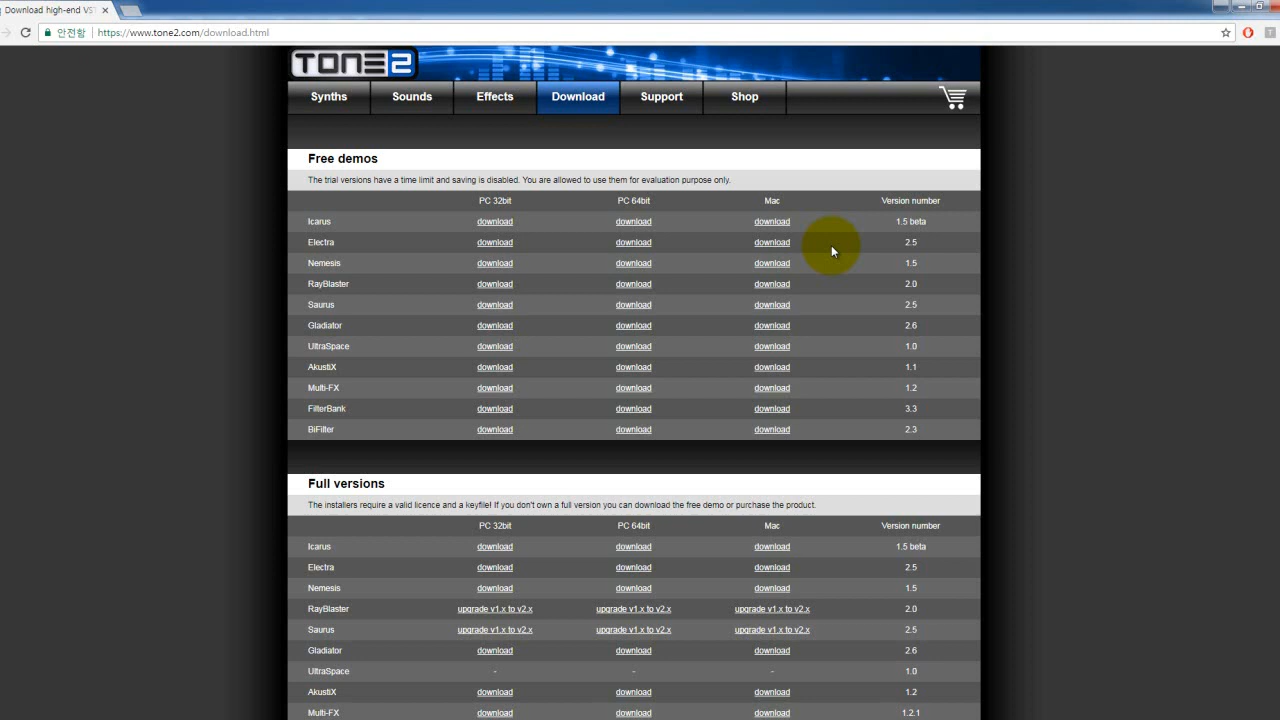 Download high-end VS
안전함 https://www.tone2.com/download.html
TONE2
Synths Sounds Effects Download Support Shop
Free demos
The trial versions have a time limit and saving is disabled. You are allowed to use them for evaluation purpose only.
PC 32bit PC 64bit Mac Version number
Icarus download download download 1.5 beta
Electra download download download 2.5
Nemesis download download download 1.5
RayBlaster download download download 2.0
Saurus download download download 2.5
Gladiator download download download 2.6
UltraSpace download download download 1.0
AkustiX download download download 1.1
Multi-FX download download download 1.2
FilterBank download download download 3.3
BiFilter download download download 2.3
Full versions
The installers require a valid licence and a keyfile! If you don't own a full version you can download the free demo or purchase the product.
PC 32bit PC 64bit Mac Version number
Icarus download download download 1.5 beta
Electra download download download 2.5
Nemesis download download download 1.5
RayBlaster upgrade v1.x to v2.x upgrade v1.x to v2.x upgrade v1.x to v2.x 2.0
Saurus upgrade v1.x to v2.x upgrade v1.x to v2.x upgrade v1.x to v2.x 2.5
Gladiator download download download 2.6
UltraSpace - - - 1.0
AkustiX download download download 1.2
Multi-FX download download download 1.2.1